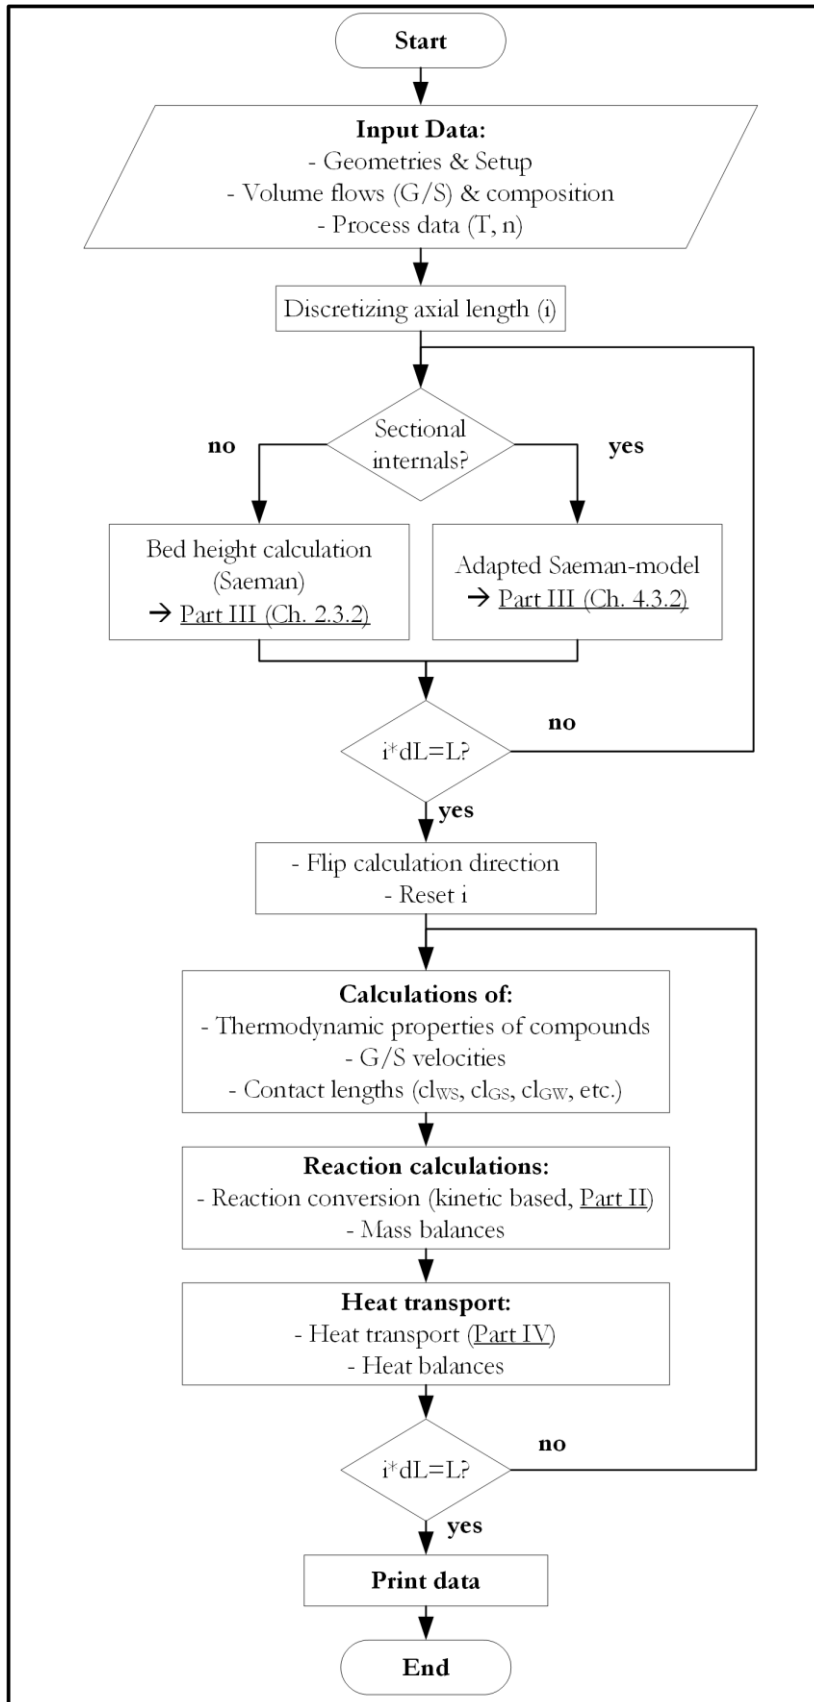 Start
Input Data:
- Geometries & Setup
- Volume flows (G/S) & composition
- Process data (T, n)
Discretizing axial length (i)
Sectional
internals?
no
yes
Bed height calculation
(Saeman)
→ Part III (Ch. 2.3.2)
Adapted Saeman-model
→ Part III (Ch. 4.3.2)
i*dL=L?
no
yes
- Flip calculation direction
- Reset i
Calculations of:
- Thermodynamic properties of compounds
- G/S velocities
- Contact lengths (clWS, clGS, clGW, etc.)
Reaction calculations:
- Reaction conversion (kinetic based, Part II)
- Mass balances
Heat transport:
- Heat transport (Part IV)
- Heat balances
i*dL=L?
no
yes
Print data
End